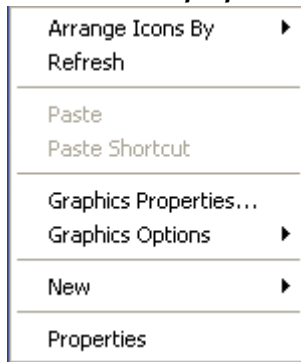 Arrange Icons By
Refresh
Paste
Paste Shortcut
Graphics Properties...
Graphics Options
New
Properties